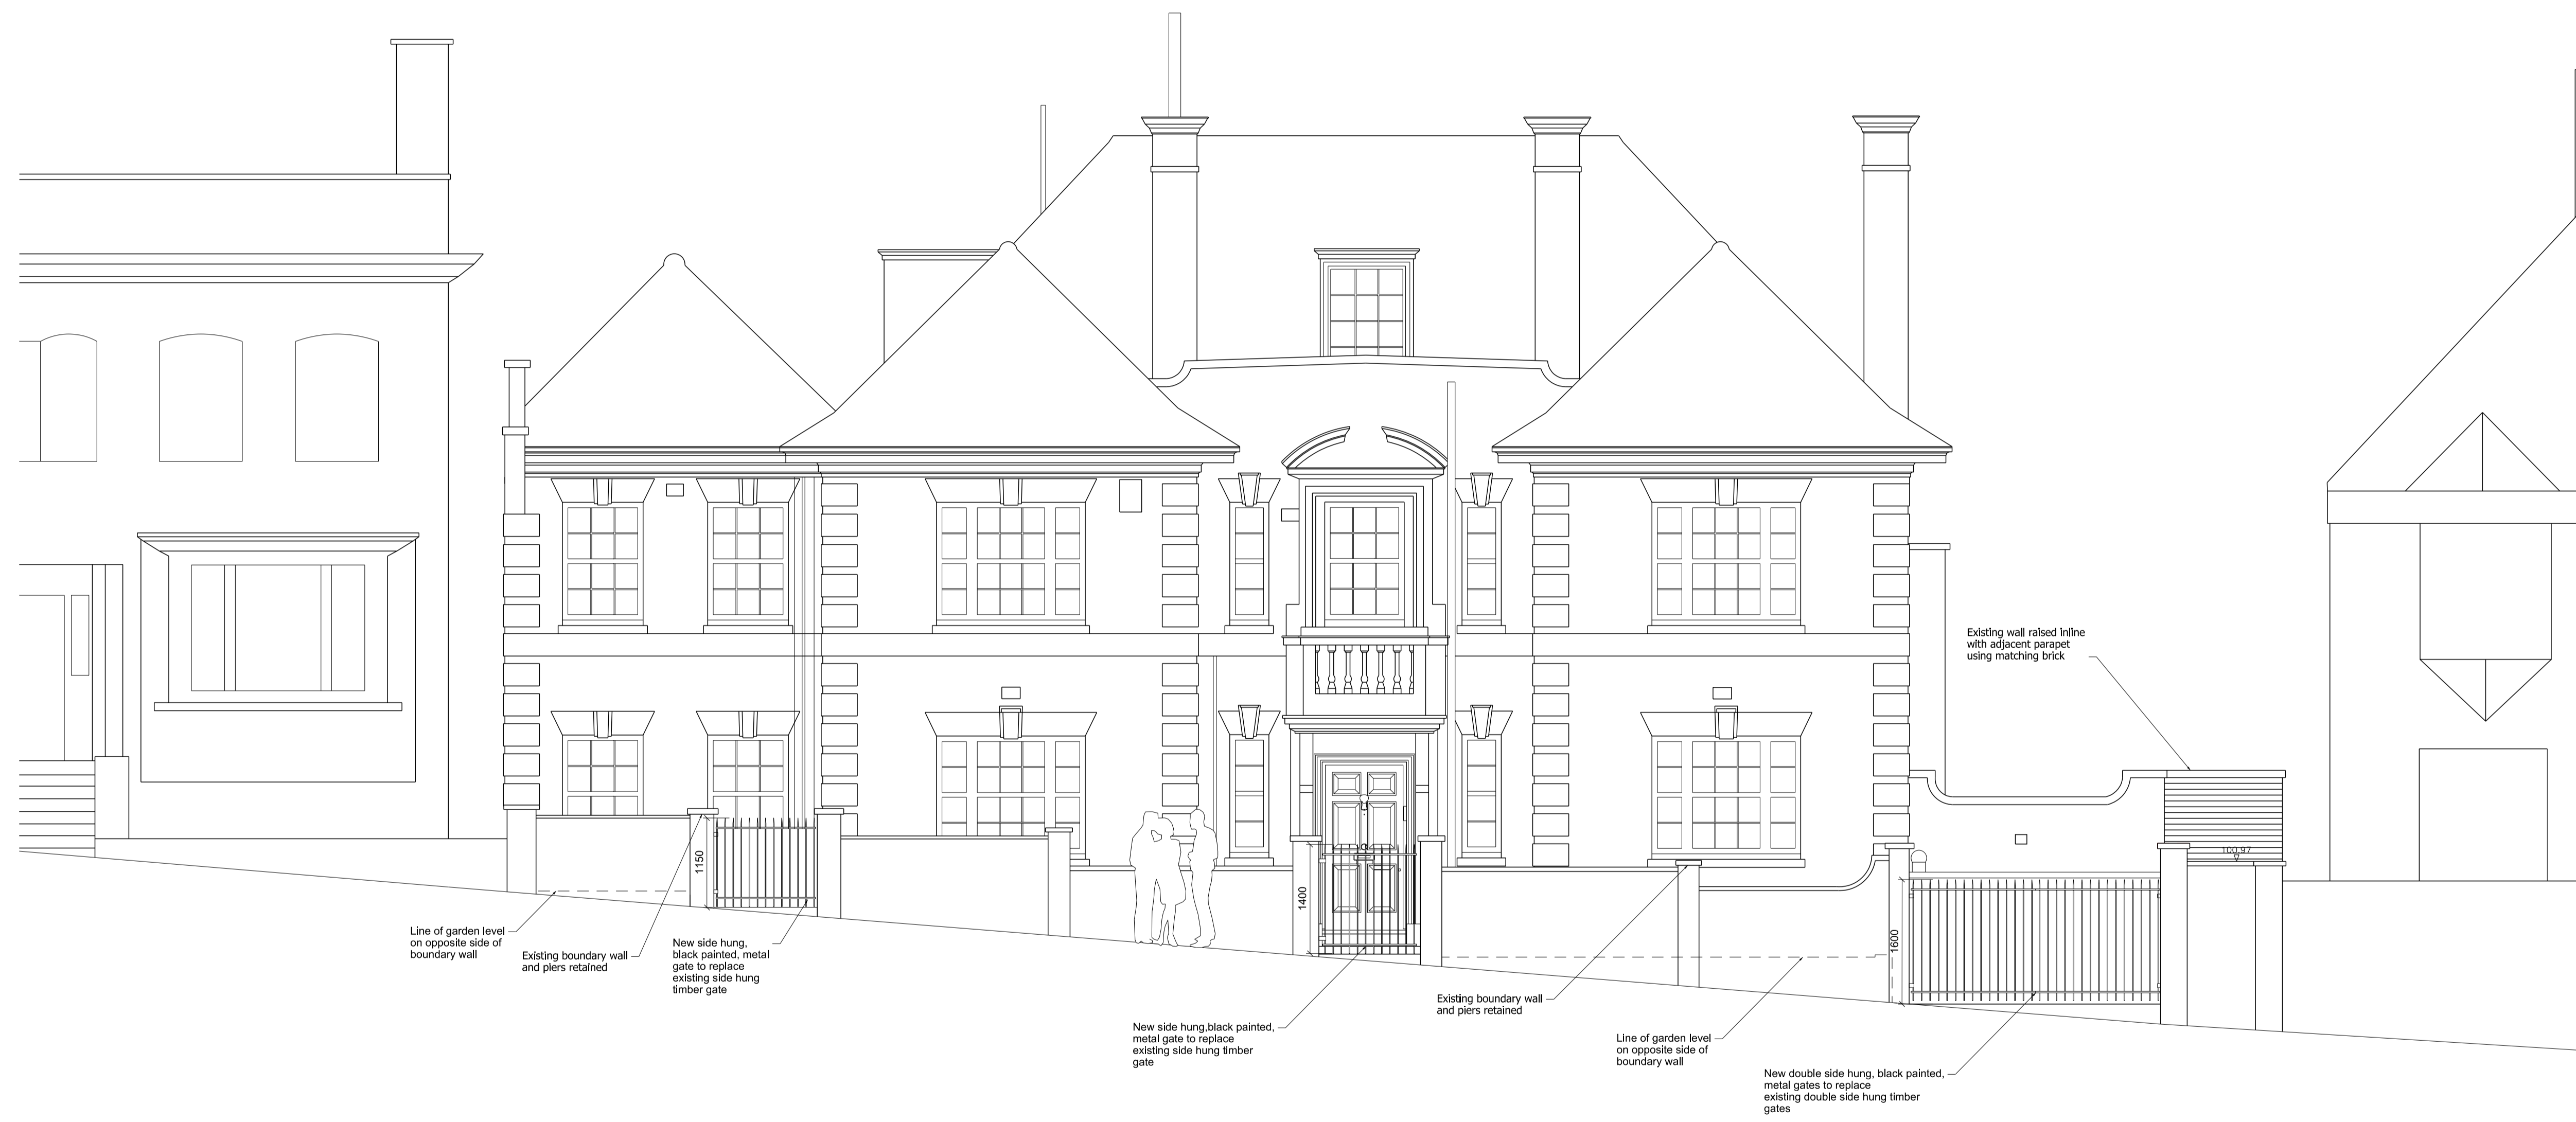 Existing wall raised inline
with adjacent parapet
using matching brick
100.97
1150
1400
1600
Line of garden level
on opposite side of
boundary wall
Existing boundary wall
and piers retained
New side hung,
black painted, metal
gate to replace
existing side hung
timber gate
New side hung,black painted,
metal gate to replace
existing side hung timber
gate
Existing boundary wall
and piers retained
Line of garden level
on opposite side of
boundary wall
New double side hung, black painted,
metal gates to replace
existing double side hung timber
gates